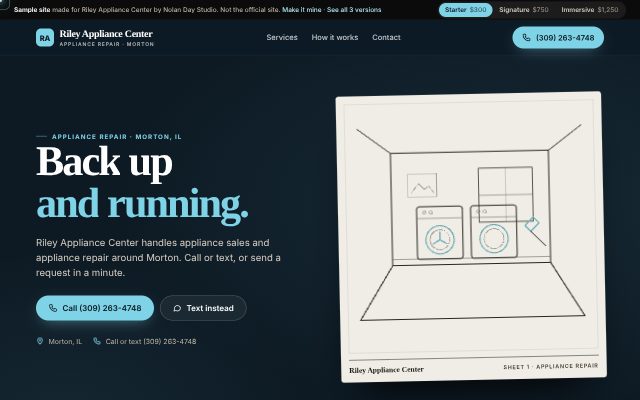 Sample site made for Riley Appliance Center by Nolan Day Studio. Not the official site. Make it mine · See all 3 versions
Starter $300 Signature $750 Immersive $1,250
RA Riley Appliance Center
APPLIANCE REPAIR · MORTON
Services How it works Contact
(309) 263-4748
APPLIANCE REPAIR · MORTON, IL
Back up
and running.
Riley Appliance Center handles appliance sales and
appliance repair around Morton. Call or text, or send a
request in a minute.
Call (309) 263-4748 Text instead
Morton, IL Call or text (309) 263-4748
Riley Appliance Center SHEET 1 · APPLIANCE REPAIR